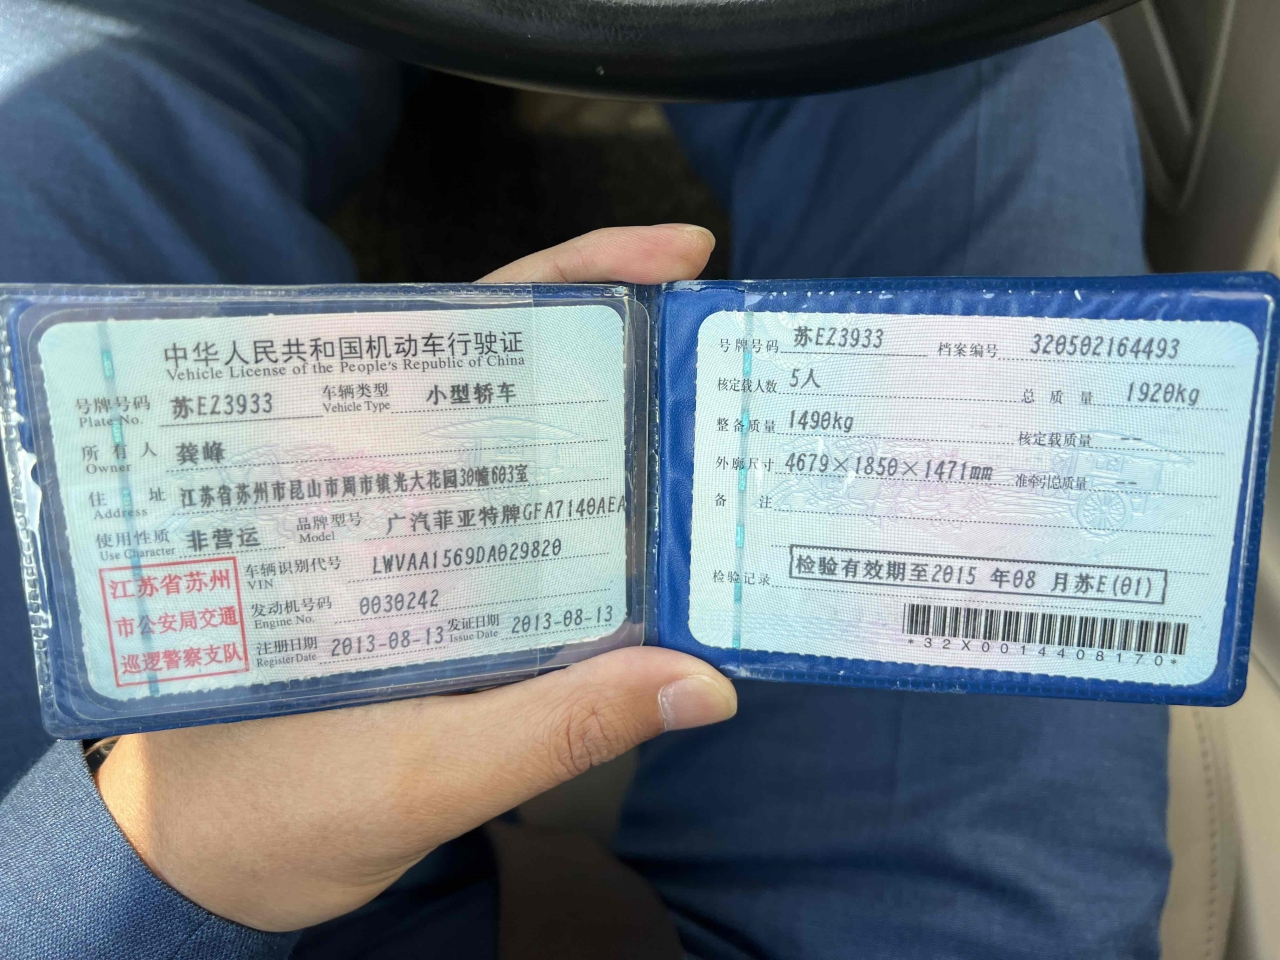 中华人民共和国机动车行驶证
Vehicle License of the People's Republic of China
号牌号码 苏EZ3933 车辆类型 小型轿车
Plate No. Vehicle Type
所有人 龚峰
Owner
住址 江苏省苏州市昆山市周市镇光大花园30幢603室
Address
使用性质 非营运 品牌型号 广汽菲亚特牌GFA7140AEA
Use Character Model
江苏省苏州
市公安局交通
巡逻警察支队
车辆识别代号 LWVAA1569DA029820
VIN
发动机号码 0030242
Engine No.
注册日期 2013-08-13 发证日期 2013-08-13
Register Date Issue Date
号牌号码 苏EZ3933 档案编号 320502164493
核定载人数 5人 总质量 1920kg
整备质量 1490kg 核定载质量 --
外廓尺寸 4679×1850×1471mm 准牵引总质量 --
备注
检验记录 检验有效期至2015 年08 月苏E(01)
*32X0014408170*